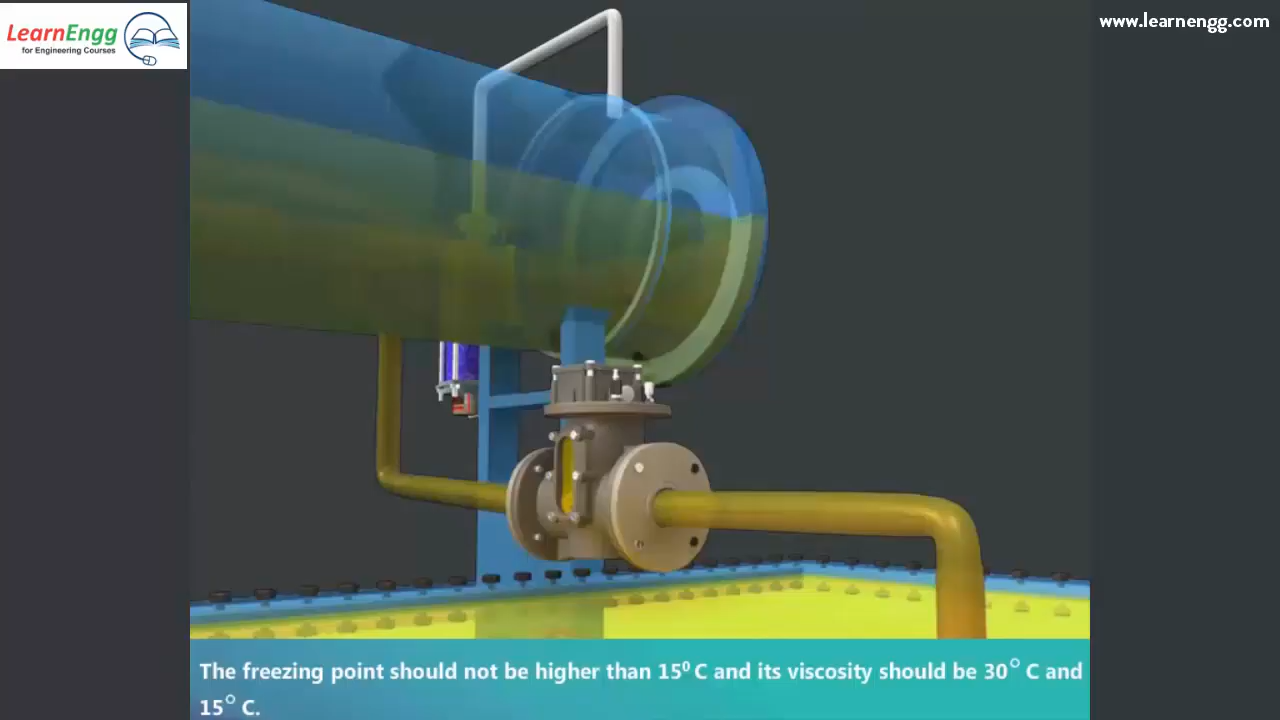 LearnEngg
for Engineering Courses
www.learnengg.com
The freezing point should not be higher than 15⁰ C and its viscosity should be 30° C and
15° C.